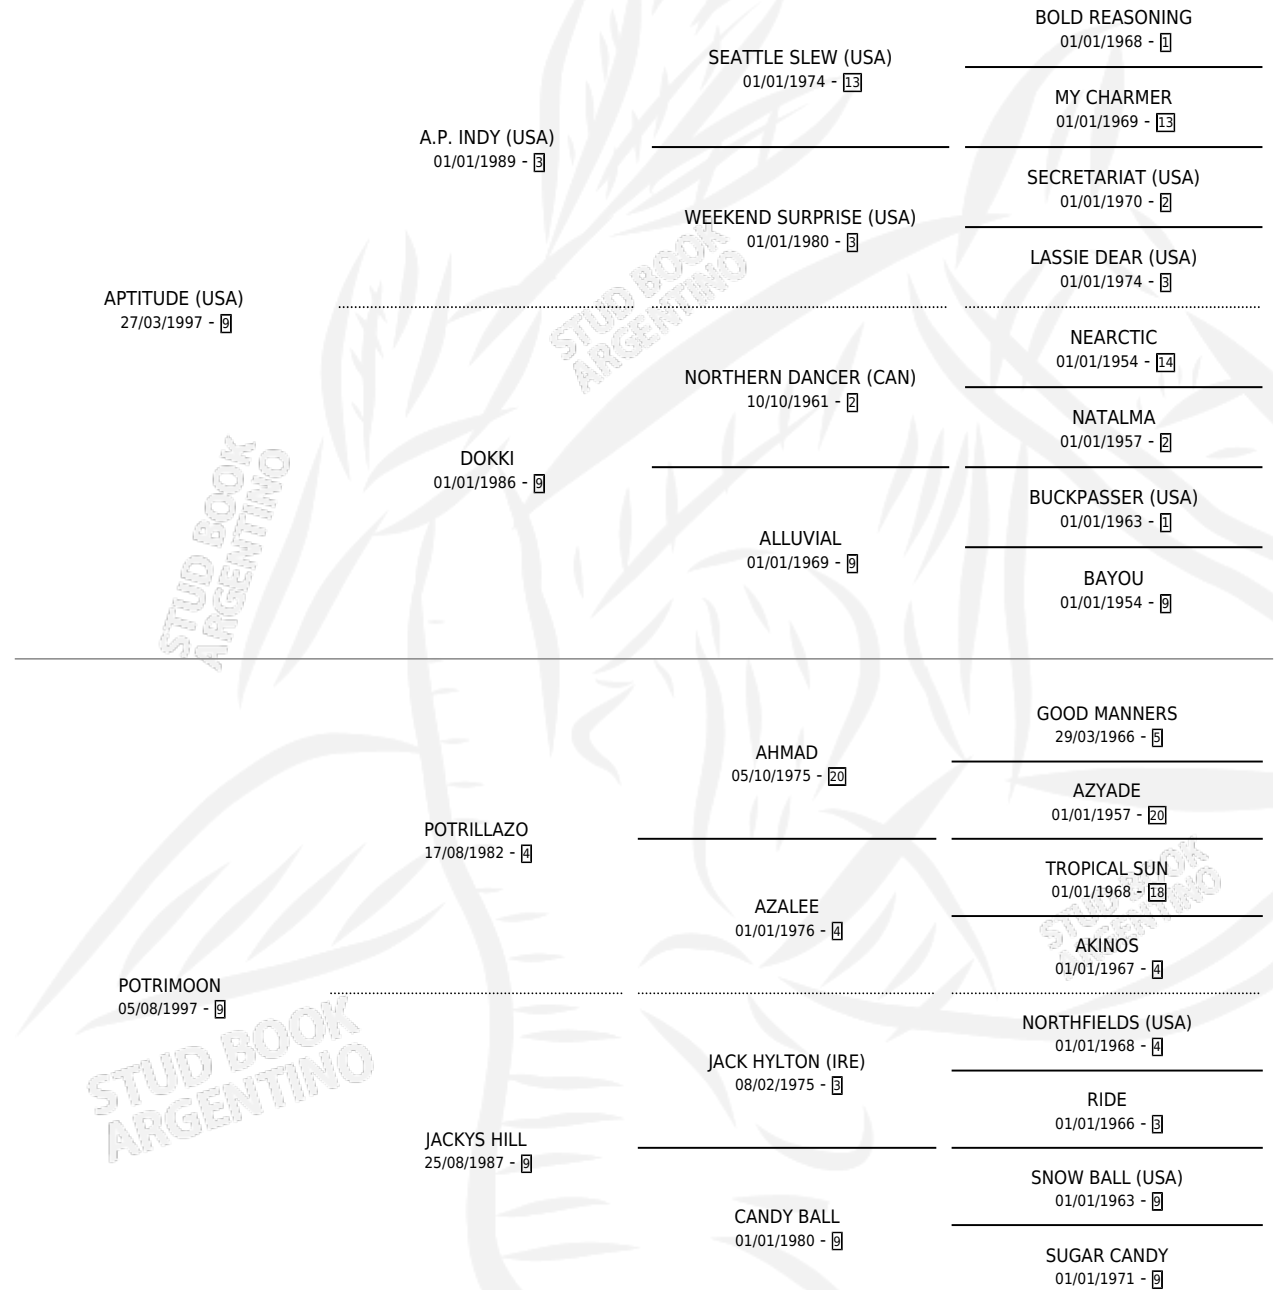 BOLD REASONING
01/01/1968 - 1
SEATTLE SLEW (USA)
01/01/1974 - 13
MY CHARMER
01/01/1969 - 13
A.P. INDY (USA)
01/01/1989 - 3
SECRETARIAT (USA)
01/01/1970 - 2
WEEKEND SURPRISE (USA)
01/01/1980 - 3
LASSIE DEAR (USA)
01/01/1974 - 3
STUD BOOK
ARGENTINO
APTITUDE (USA)
27/03/1997 - 9
NEARCTIC
01/01/1954 - 14
NORTHERN DANCER (CAN)
10/10/1961 - 2
NATALMA
01/01/1957 - 2
DOKKI
01/01/1986 - 9
BUCKPASSER (USA)
01/01/1963 - 1
ALLUVIAL
01/01/1969 - 9
BAYOU
01/01/1954 - 9
STUD BOOK
ARGENTINO
GOOD MANNERS
29/03/1966 - 5
AHMAD
05/10/1975 - 20
AZYADE
01/01/1957 - 20
POTRILLAZO
17/08/1982 - 4
TROPICAL SUN
01/01/1968 - 18
AZALEE
01/01/1976 - 4
AKINOS
01/01/1967 - 4
STUD BOOK
ARGENTINO
POTRIMOON
05/08/1997 - 9
NORTHFIELDS (USA)
01/01/1968 - 4
JACK HYLTON (IRE)
08/02/1975 - 3
RIDE
01/01/1966 - 3
STUD BOOK
ARGENTINO
JACKYS HILL
25/08/1987 - 9
SNOW BALL (USA)
01/01/1963 - 9
CANDY BALL
01/01/1980 - 9
SUGAR CANDY
01/01/1971 - 9